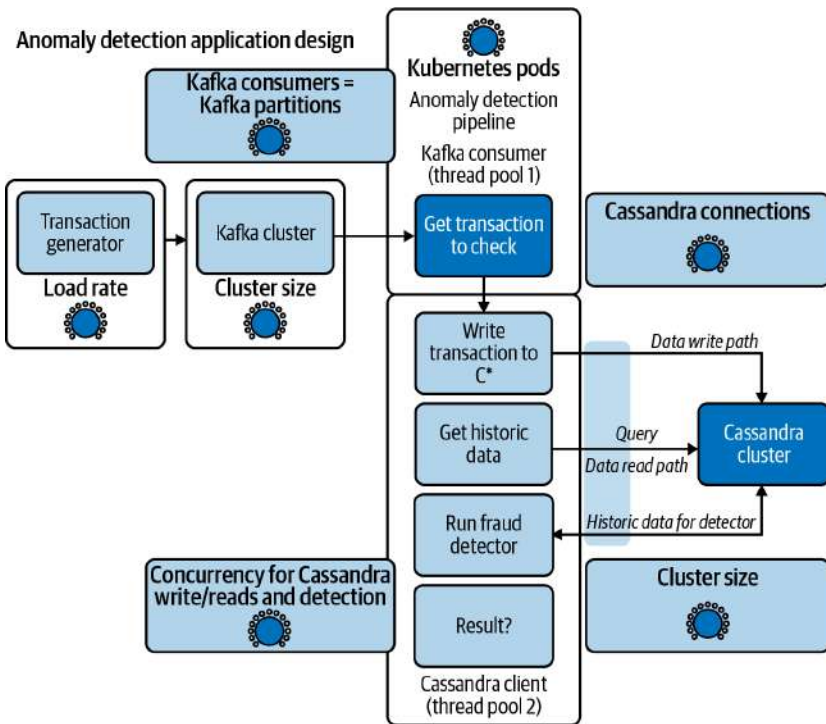 Anomaly detection application design
Kafka consumers =
Kafka partitions
Kubernetes pods
Anomaly detection
pipeline
Kafka consumer
(thread pool 1)
Transaction
generator
Load rate
Kafka cluster
Cluster size
Get transaction
to check
Cassandra connections
Write
transaction to
C*
Data write path
Get historic
data
Query
Data read path
Cassandra
cluster
Run fraud
detector
Historic data for detector
Concurrency for Cassandra
write/reads and detection
Cluster size
Result?
Cassandra client
(thread pool 2)